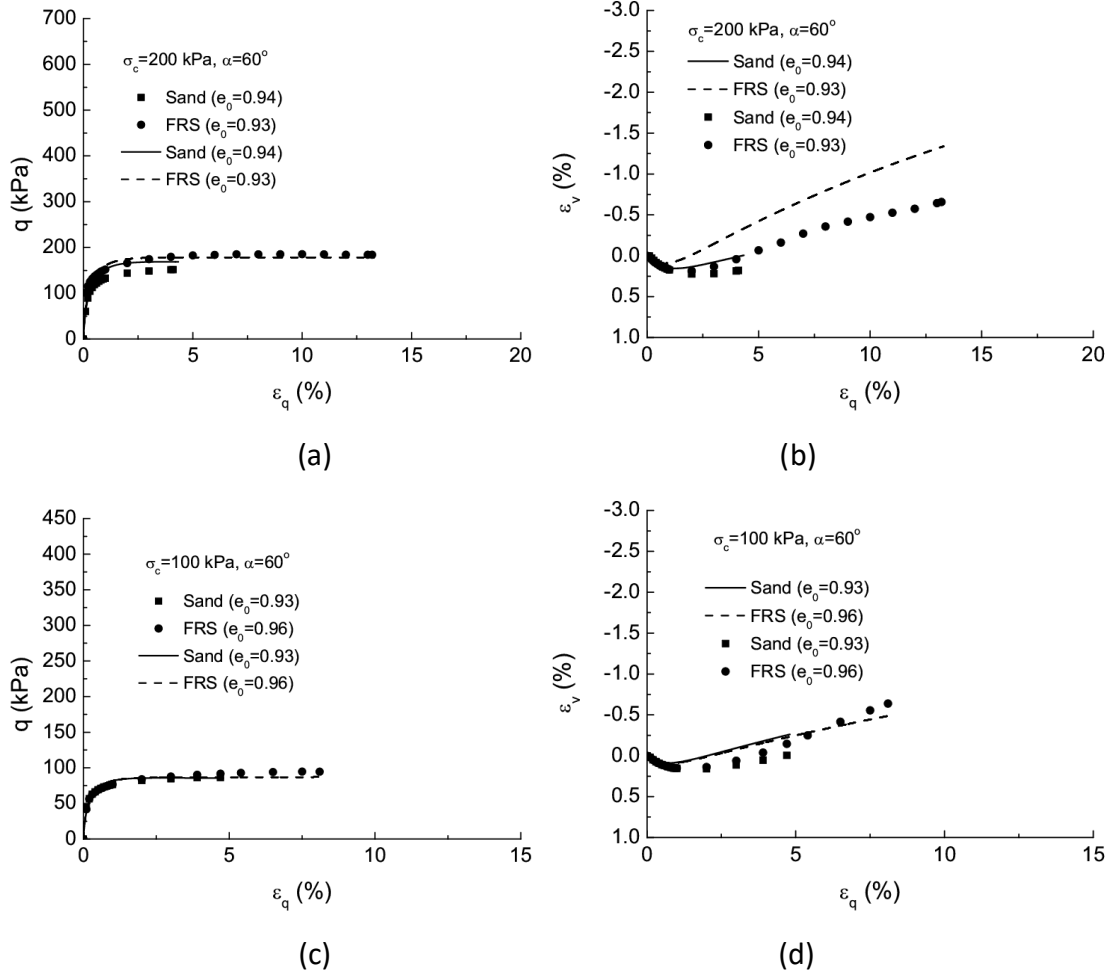 700
600
500
400
300
200
100
0
q (kPa)
σc=200 kPa, α=60°
Sand (e0=0.94)
FRS (e0=0.93)
Sand (e0=0.94)
FRS (e0=0.93)
0 5 10 15 20
εq (%)
(a)
-3.0
-2.5
-2.0
-1.5
-1.0
-0.5
0.0
0.5
1.0
εv (%)
σc=200 kPa, α=60°
Sand (e0=0.94)
FRS (e0=0.93)
Sand (e0=0.94)
FRS (e0=0.93)
0 5 10 15 20
εq (%)
(b)
450
400
350
300
250
200
150
100
50
0
q (kPa)
σc=100 kPa, α=60°
Sand (e0=0.93)
FRS (e0=0.96)
Sand (e0=0.93)
FRS (e0=0.96)
0 5 10 15
εq (%)
(c)
-3.0
-2.5
-2.0
-1.5
-1.0
-0.5
0.0
0.5
1.0
εv (%)
σc=100 kPa, α=60°
Sand (e0=0.93)
FRS (e0=0.96)
Sand (e0=0.93)
FRS (e0=0.96)
0 5 10 15
εq (%)
(d)